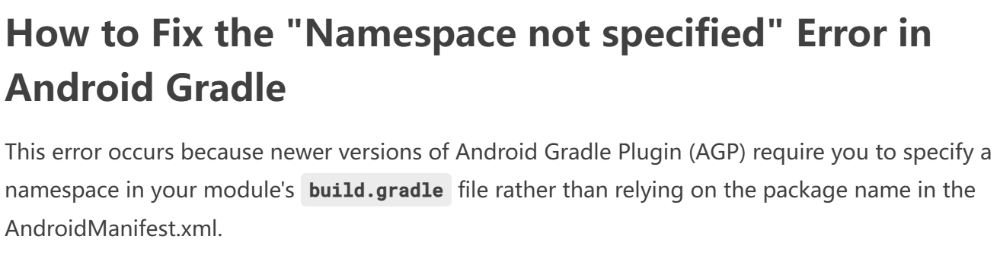 How to Fix the "Namespace not specified" Error in
Android Gradle
This error occurs because newer versions of Android Gradle Plugin (AGP) require you to specify a
namespace in your module's build.gradle file rather than relying on the package name in the
AndroidManifest.xml.